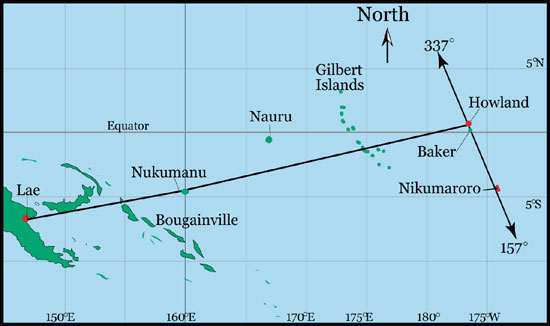 North
337°
5°N
Gilbert
Islands
Howland
Nauru
Equator
Baker
Nukumanu
Lae
Nikumaroro
5°S
Bougainville
157°
150°E
160°E
170°E
175°E
180°
175°W